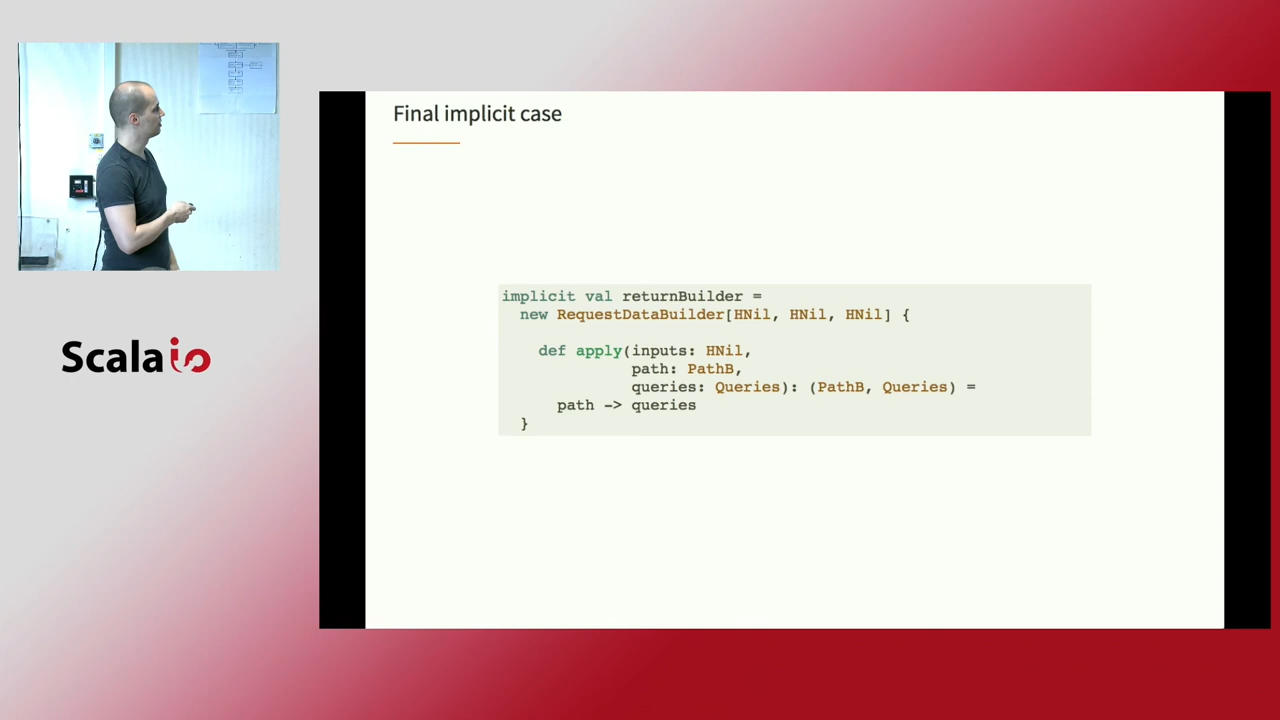 Final implicit case
implicit val returnBuilder =
new RequestDataBuilder[HNil, HNil, HNil] {
def apply(inputs: HNil,
path: PathB,
queries: Queries): (PathB, Queries) =
path -> queries
}
Scala io